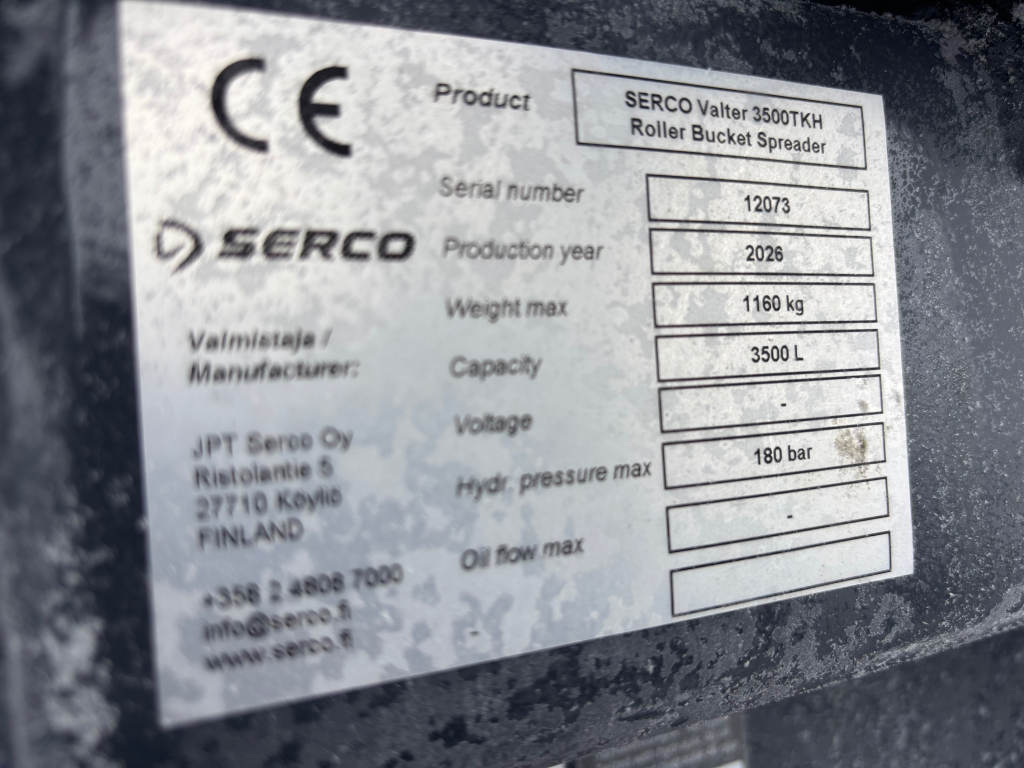 CE
Product
SERCO Valter 3500TKH
Roller Bucket Spreader
Serial number 12073
SERCO
Production year 2026
Weight max 1160 kg
Capacity 3500 L
Voltage -
Hydr. pressure max 180 bar
Oil flow max -
-
Valmistaja /
Manufacturer:
JPT Serco Oy
Ristolantie 5
27710 Köyliö
FINLAND
+358 2 4808 7000
info@serco.fi
www.serco.fi